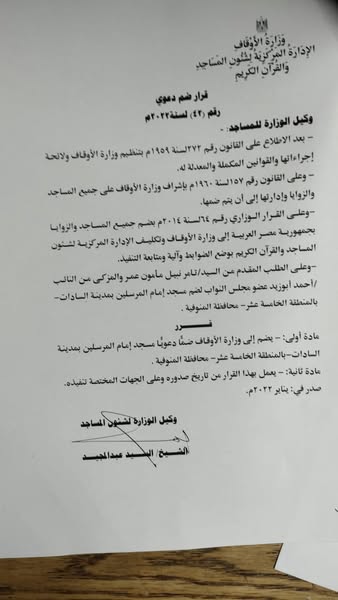 وزارة الأوقاف
الإدارة المركزية لشئون المساجد
والقرآن الكريم
قرار ضم دعوي
رقم (٤٢) لسنة ٢٠٢٢م
وكيل الوزارة للمساجد: -
- بعد الاطلاع على القانون رقم ٢٧٢ لسنة ١٩٥٩م بتنظيم وزارة الأوقاف ولائحة
إجراءاتها والقوانين المكملة والمعدلة له.
- وعلى القانون رقم ١٥٧ لسنة ١٩٦٠م بإشراف وزارة الأوقاف على جميع المساجد
والزوايا وإدارتها إلى أن يتم ضمها.
- وعلى القرار الوزاري رقم ٦٤ لسنة ٢٠١٤م بضم جميع المساجد والزوايا
بجمهورية مصر العربية إلى وزارة الأوقاف وتكليف الإدارة المركزية لشئون
المساجد والقرآن الكريم بوضع الضوابط وآلية ومتابعة التنفيذ.
- وعلى الطلب المقدم من السيد/ تامر نبيل مأمون عمر والمزكى من النائب
/ أحمد أبوزيد عضو مجلس النواب لضم مسجد إمام المرسلين بمدينة السادات-
بالمنطقة الخامسة عشر- محافظة المنوفية .
قرر
مادة أولى: - يضم إلى وزارة الأوقاف ضمًا دعويًا مسجد إمام المرسلين بمدينة
السادات- بالمنطقة الخامسة عشر- محافظة المنوفية .
مادة ثانية: - يعمل بهذا القرار من تاريخ صدوره وعلى الجهات المختصة تنفيذه.
صدر في: يناير ٢٠٢٢م.
وكيل الوزارة لشئون المساجد
الشيخ/ السيد عبدالمجيد